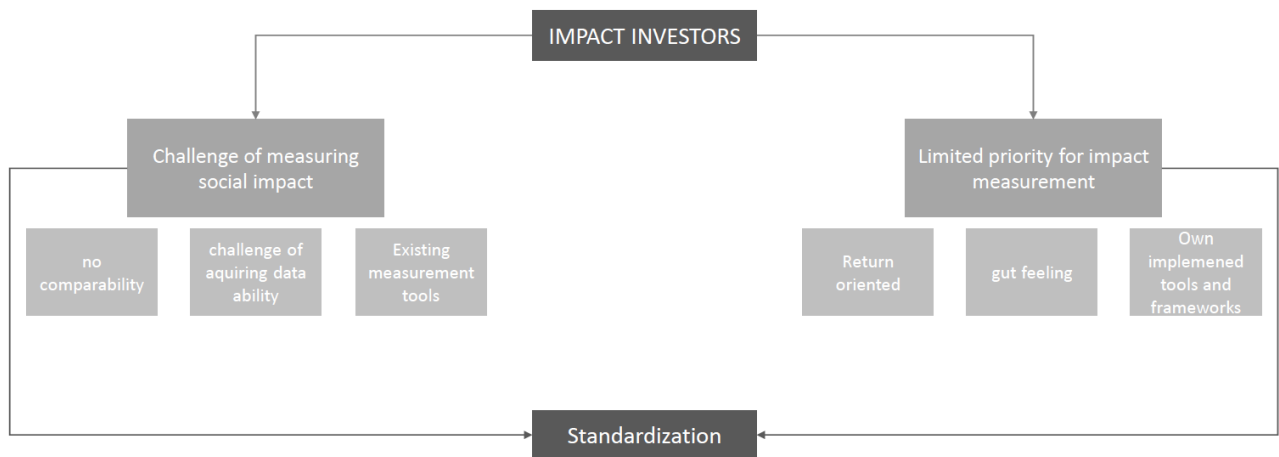 IMPACT INVESTORS
Challenge of measuring
social impact
Limited priority for impact
measurement
no
comparability
challenge of
aquiring data
ability
Existing
measurement
tools
Return
oriented
gut feeling
Own
implemened
tools and
frameworks
Standardization